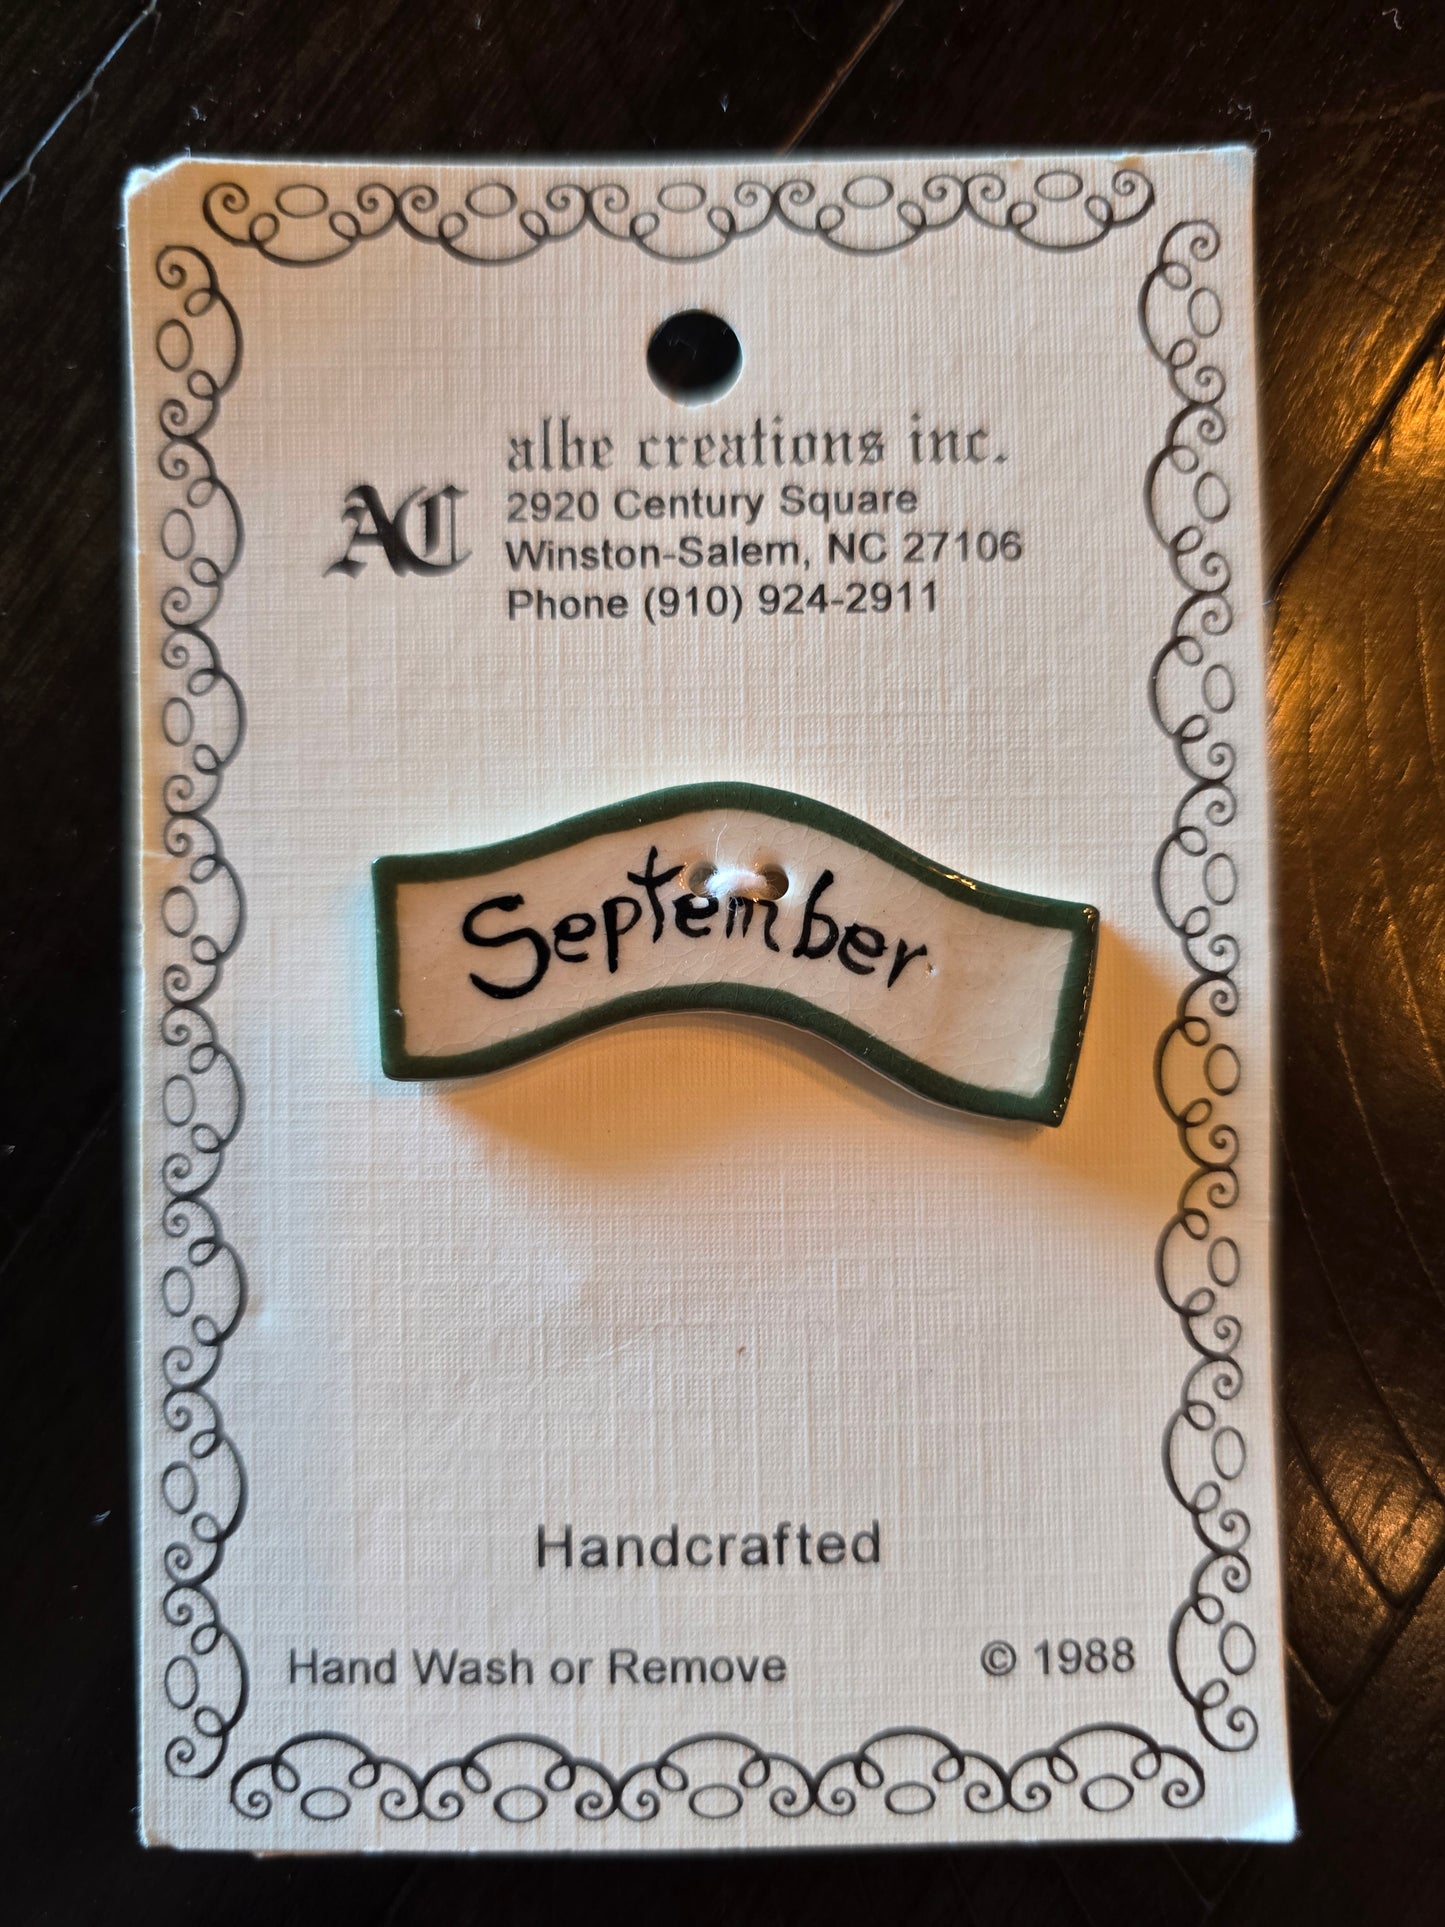 albe creations inc.
AC
2920 Century Square
Winston-Salem, NC 27106
Phone (910) 924-2911
September
Handcrafted
Hand Wash or Remove
© 1988